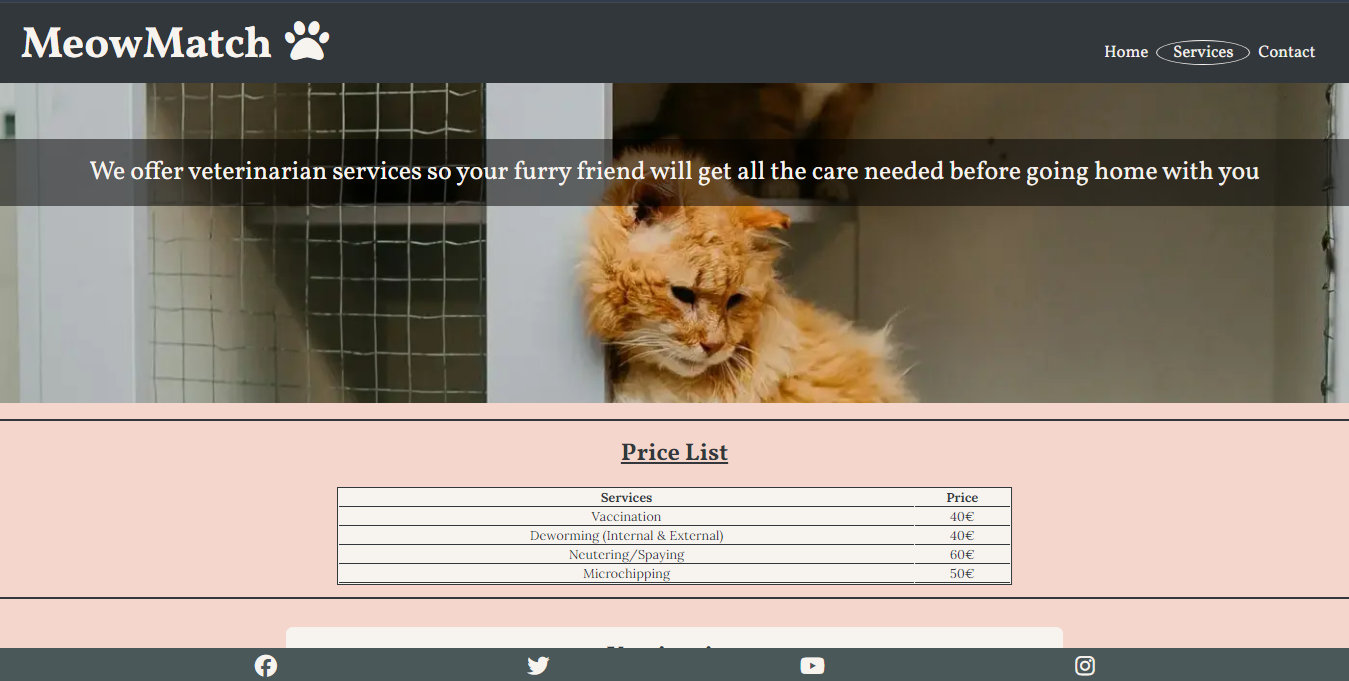 MeowMatch
Home Services Contact
We offer veterinarian services so your furry friend will get all the care needed before going home with you
Price List
Services Price
Vaccination 40€
Deworming (Internal & External) 40€
Neutering/Spaying 60€
Microchipping 50€